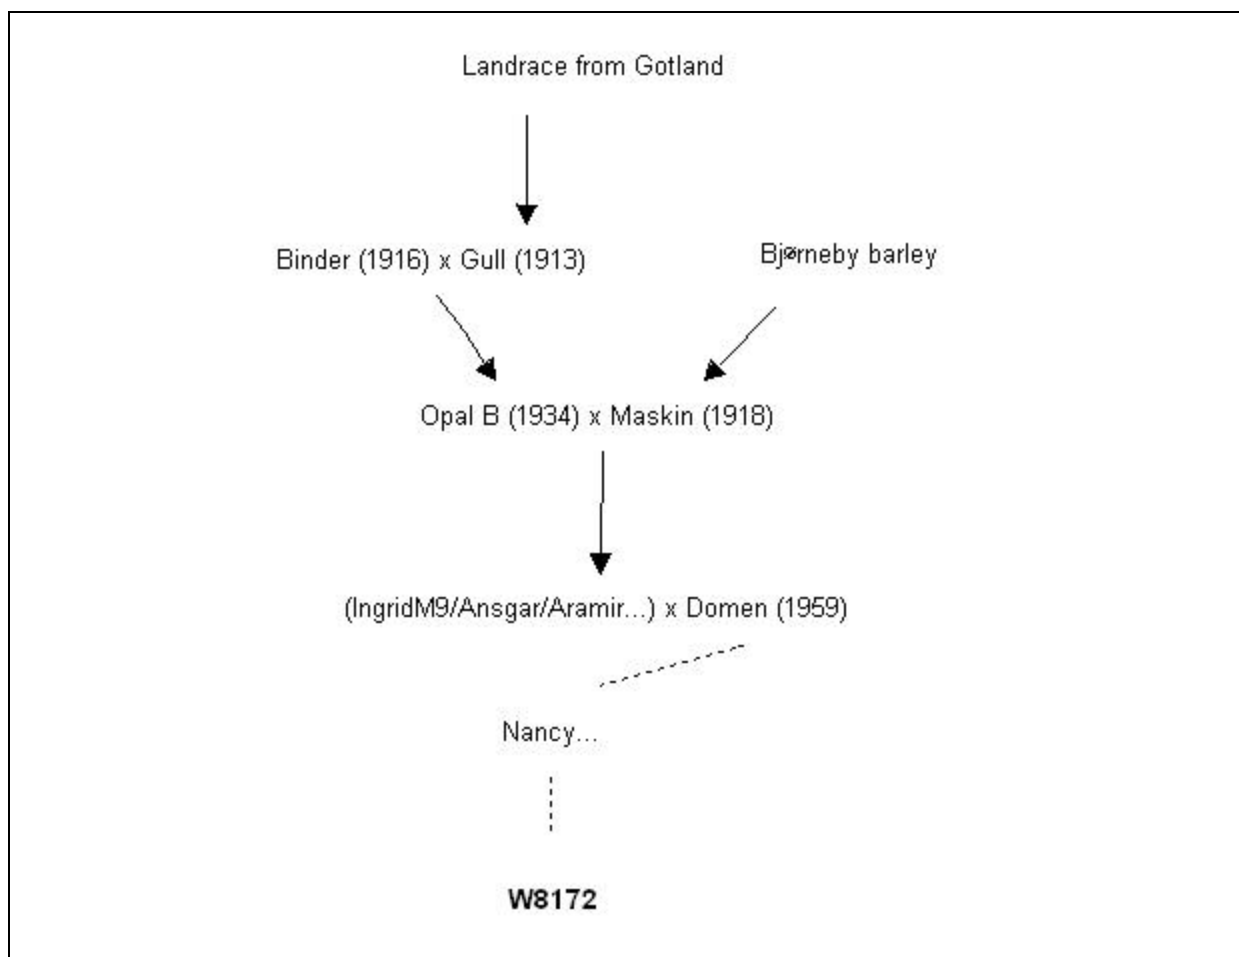 Landrace from Gotland
Binder (1916) x Gull (1913)
Bjørneby barley
Opal B (1934) x Maskin (1918)
(IngridM9/Ansgar/Aramir...) x Domen (1959)
Nancy...
W8172